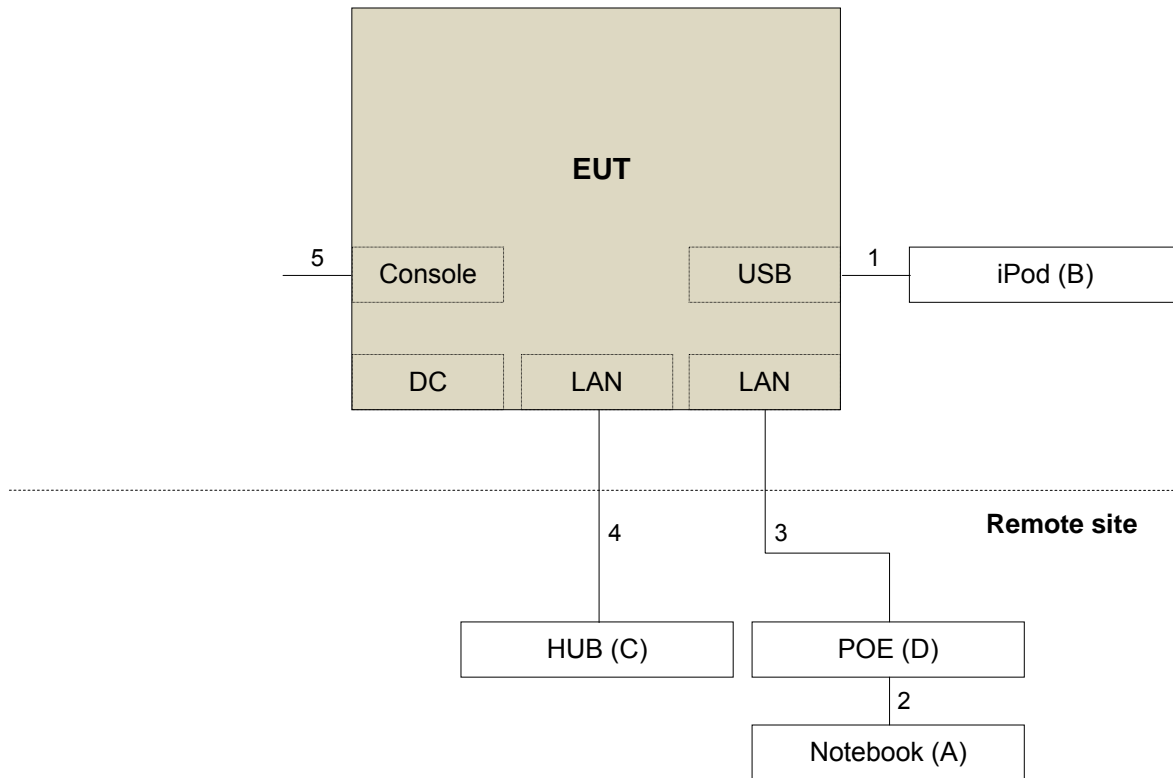 EUT
5
Console
USB
1
iPod (B)
DC
LAN
LAN
Remote site
4
3
HUB (C)
POE (D)
2
Notebook (A)